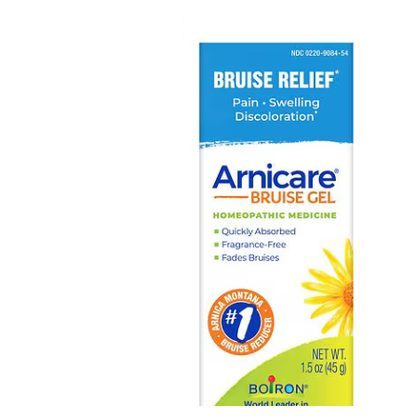 NDC 0220-9084-54
BRUISE RELIEF*
Pain • Swelling
Discoloration*
Arnicare®
BRUISE GEL
HOMEOPATHIC MEDICINE
Quickly Absorbed
Fragrance-Free
Fades Bruises
ARNICA MONTANA
#1
BRUISE REDUCER
NET WT.
1.5 oz (45 g)
BOIRON®
World Leader in